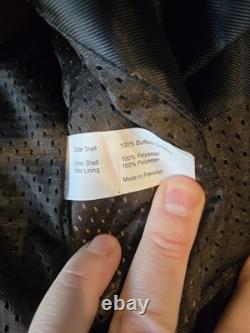 Outer Shell : 100% Buffalo
Inner Shell : 100% Polyester
Inner Lining 100% Polyester
Made in Pakistan